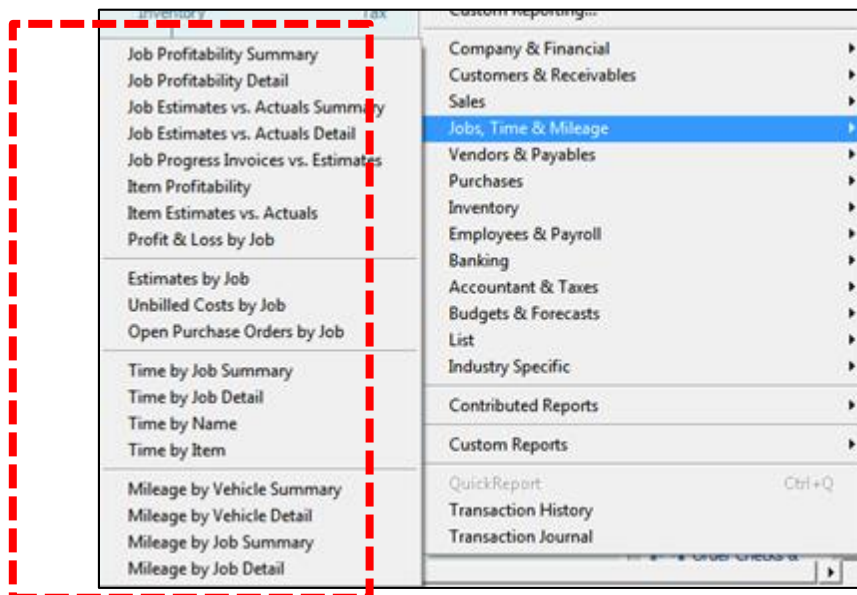 Inventory
Tax
Custom Reporting...
Job Profitability Summary
Job Profitability Detail
Job Estimates vs. Actuals Summary
Job Estimates vs. Actuals Detail
Job Progress Invoices vs. Estimates
Item Profitability
Item Estimates vs. Actuals
Profit & Loss by Job
Estimates by Job
Unbilled Costs by Job
Open Purchase Orders by Job
Time by Job Summary
Time by Job Detail
Time by Name
Time by Item
Mileage by Vehicle Summary
Mileage by Vehicle Detail
Mileage by Job Summary
Mileage by Job Detail
Company & Financial
Customers & Receivables
Sales
Jobs, Time & Mileage
Vendors & Payables
Purchases
Inventory
Employees & Payroll
Banking
Accountant & Taxes
Budgets & Forecasts
List
Industry Specific
Contributed Reports
Custom Reports
QuickReport Ctrl+Q
Transaction History
Transaction Journal
Order Checks &